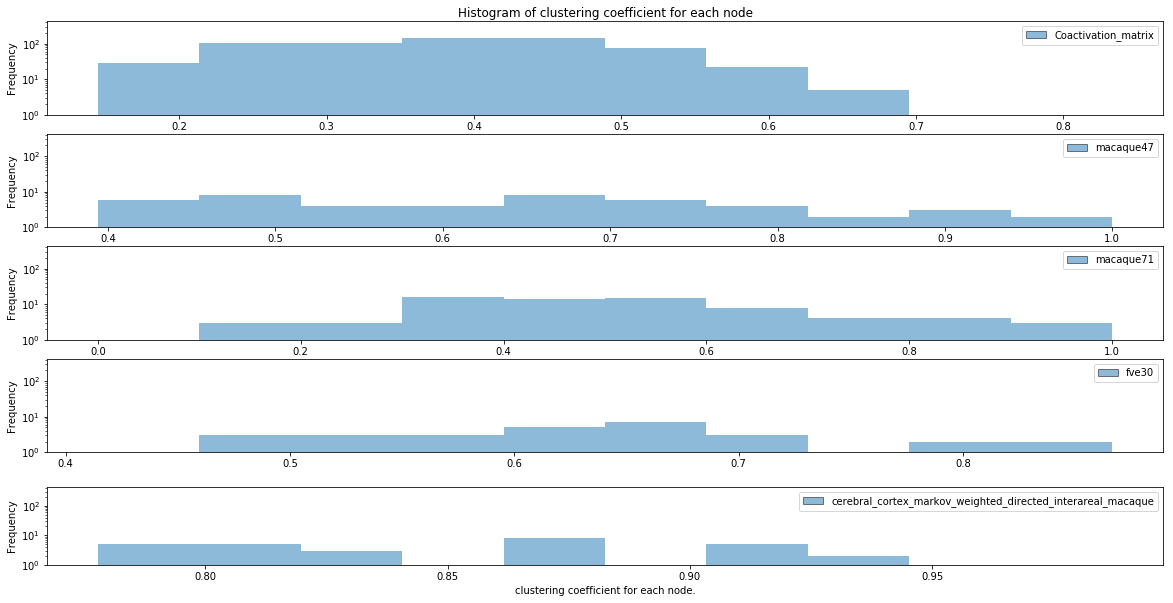 Histogram of clustering coefficient for each node
Frequency
10²
10¹
10⁰
Coactivation_matrix
0.2 0.3 0.4 0.5 0.6 0.7 0.8
Frequency
10²
10¹
10⁰
macaque47
0.4 0.5 0.6 0.7 0.8 0.9 1.0
Frequency
10²
10¹
10⁰
macaque71
0.0 0.2 0.4 0.6 0.8 1.0
Frequency
10²
10¹
10⁰
fve30
0.4 0.5 0.6 0.7 0.8
Frequency
10²
10¹
10⁰
cerebral_cortex_markov_weighted_directed_interareal_macaque
0.80 0.85 0.90 0.95
clustering coefficient for each node.